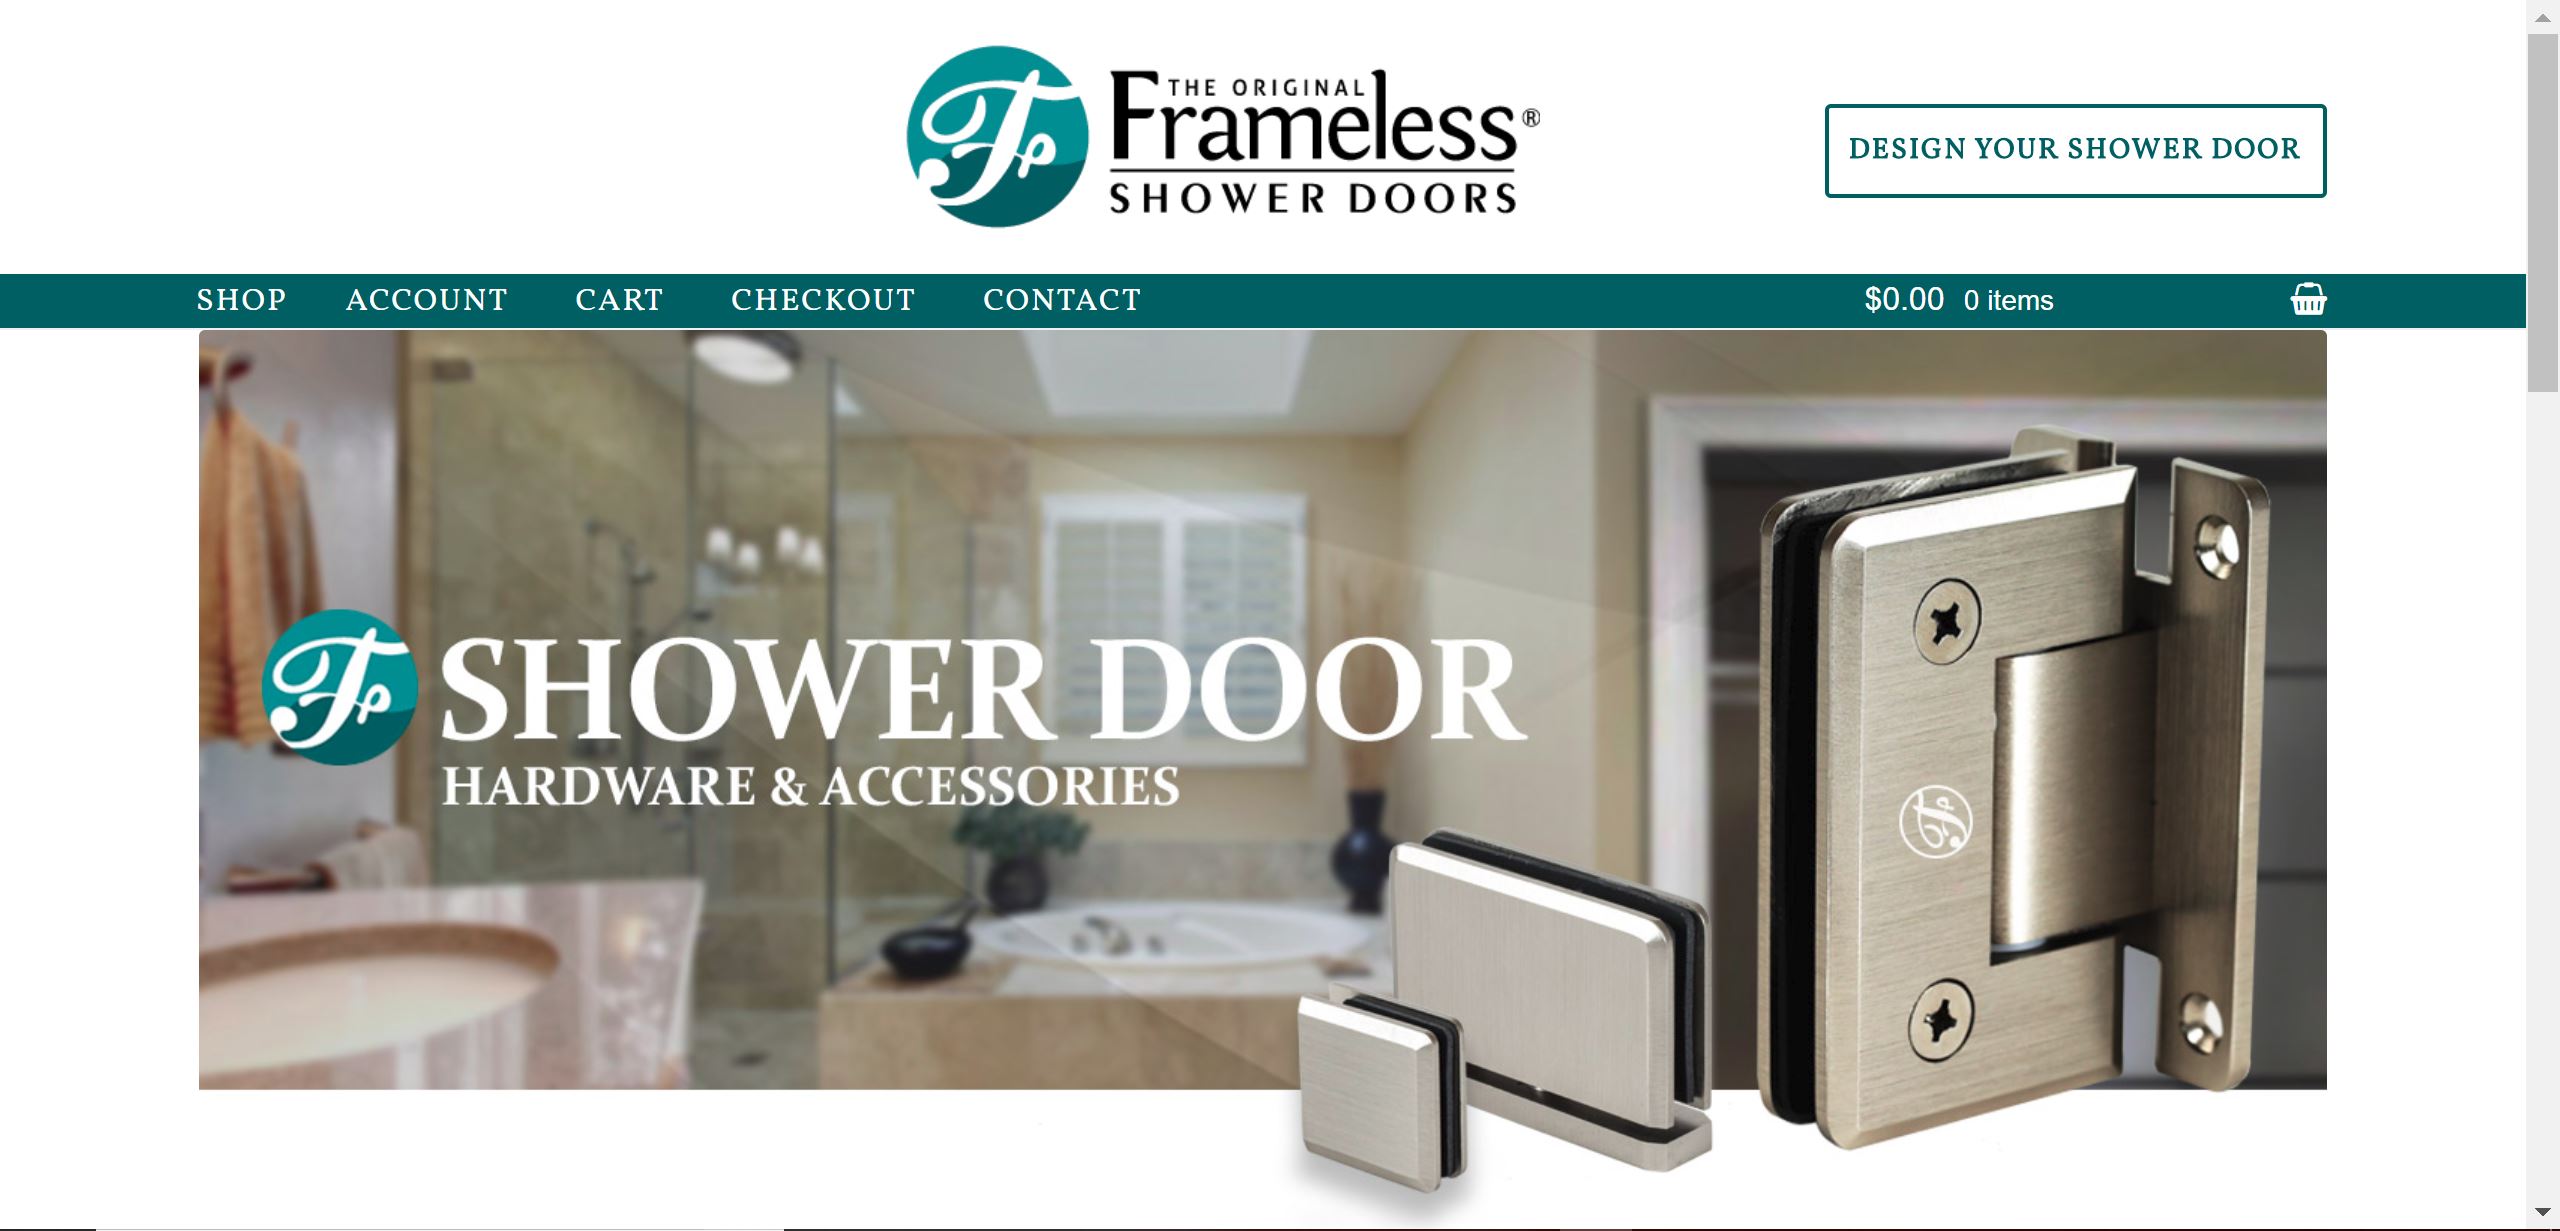 THE ORIGINAL
Frameless®
SHOWER DOORS
DESIGN YOUR SHOWER DOOR
SHOP ACCOUNT CART CHECKOUT CONTACT $0.00 0 items
SHOWER DOOR
HARDWARE & ACCESSORIES